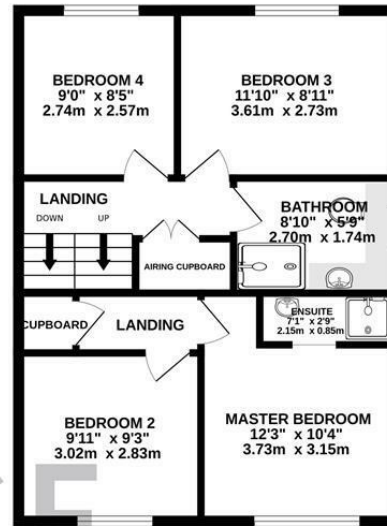 BEDROOM 4
9'0" x 8'5"
2.74m x 2.57m
BEDROOM 3
11'10" x 8'11"
3.61m x 2.73m
LANDING
DOWN UP
BATHROOM
8'10" x 5'9"
2.70m x 1.74m
AIRING CUPBOARD
CUPBOARD
LANDING
ENSUITE
7'1" x 2'9"
2.15m x 0.85m
BEDROOM 2
9'11" x 9'3"
3.02m x 2.83m
MASTER BEDROOM
12'3" x 10'4"
3.73m x 3.15m